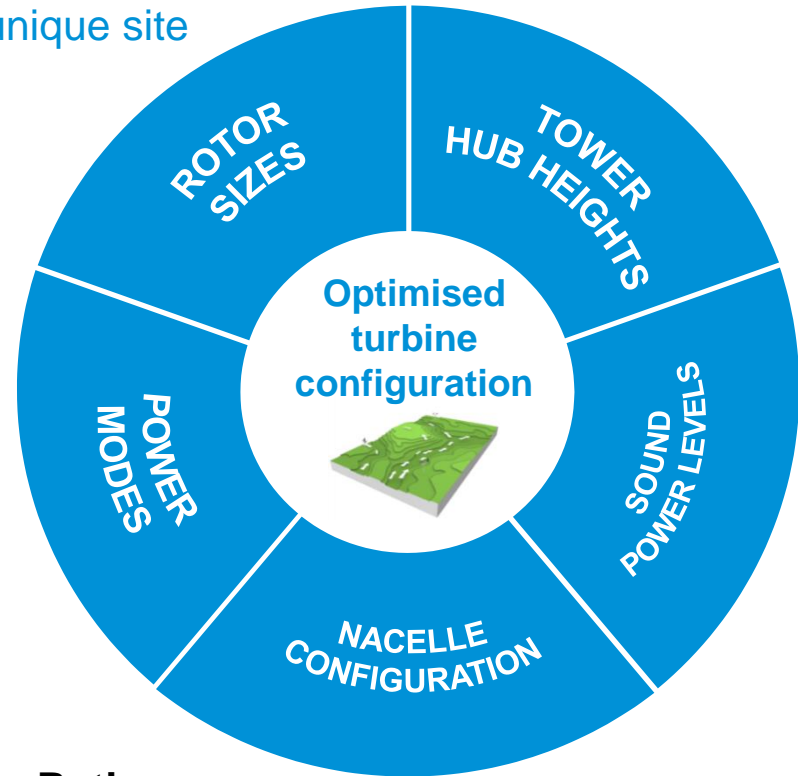 unique site
ROTOR
SIZES
TOWER
HUB HEIGHTS
Optimised
turbine
configuration
POWER
MODES
SOUND
POWER LEVELS
NACELLE
CONFIGURATION